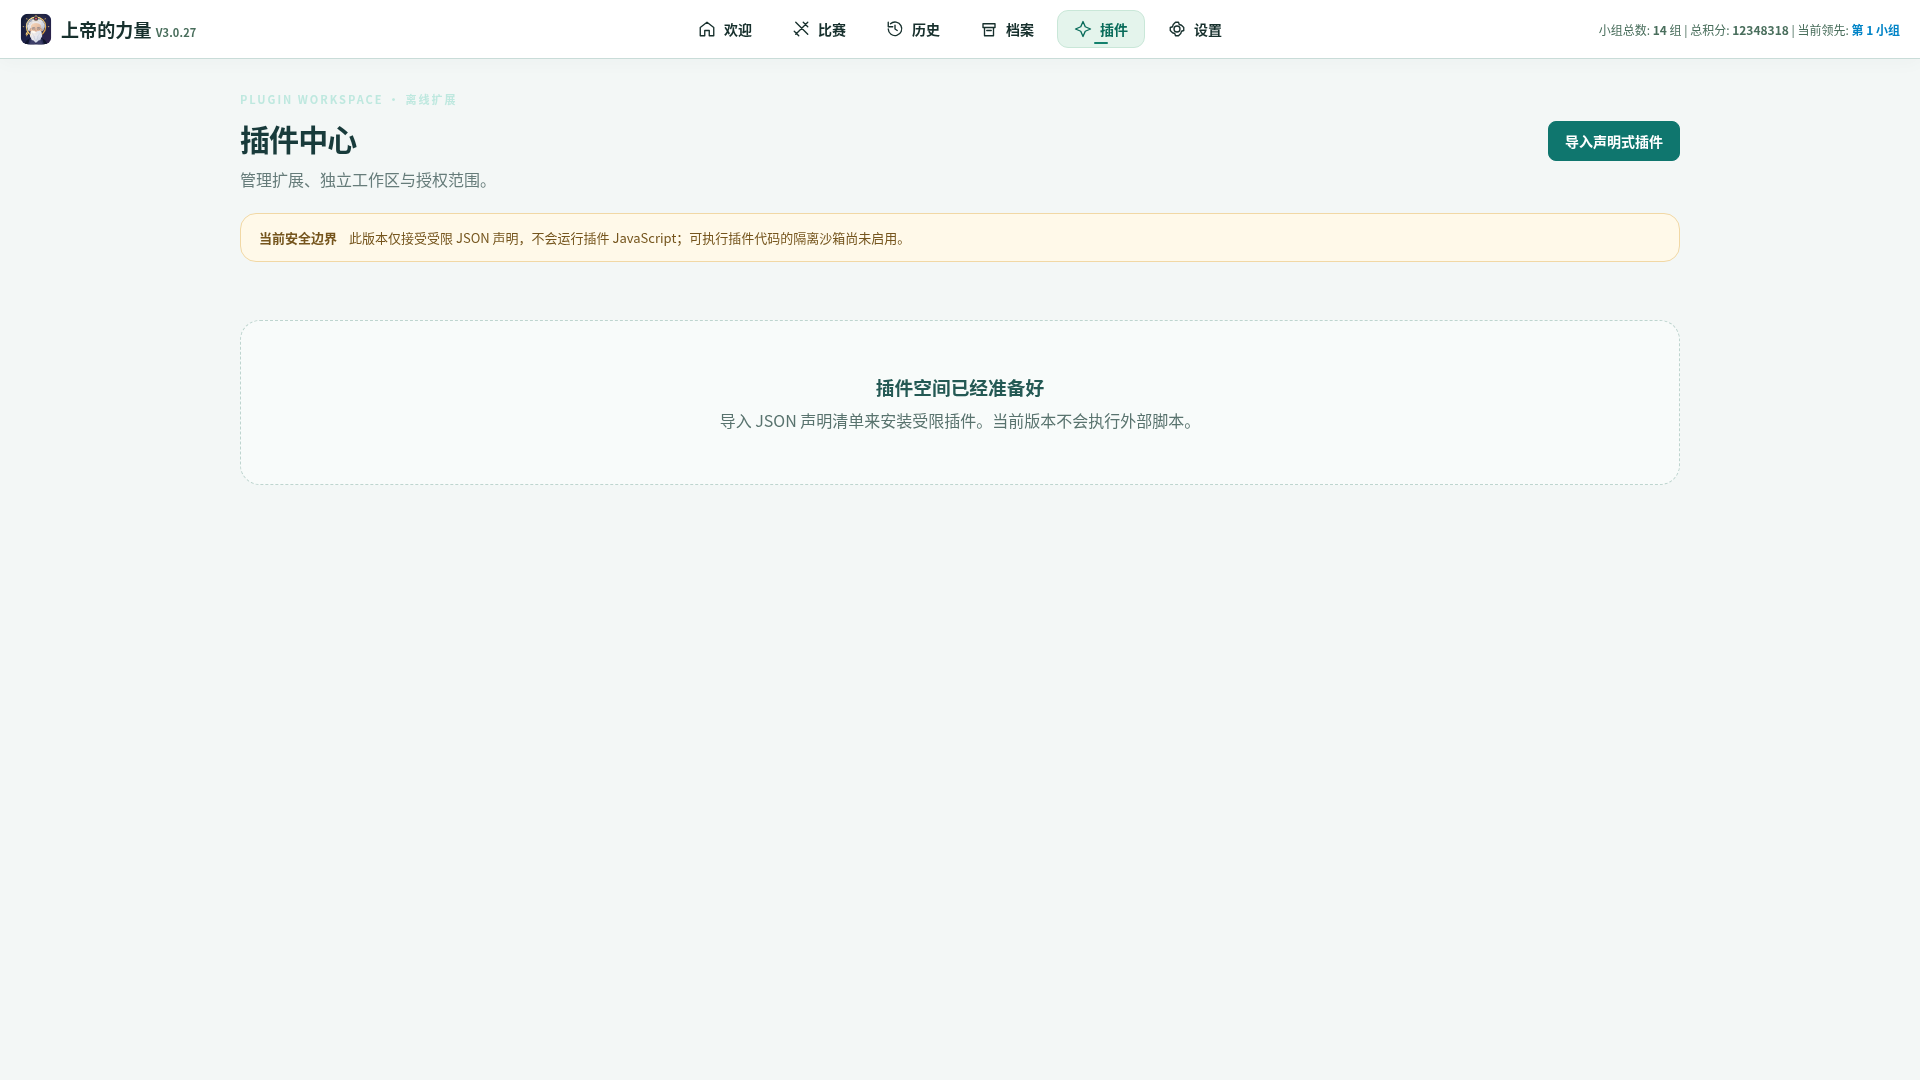 上帝的力量 V3.0.27
欢迎
比赛
历史
档案
插件
设置
小组总数: 14 组 | 总积分: 12348318 | 当前领先: 第 1 小组
PLUGIN WORKSPACE · 离线扩展
插件中心
导入声明式插件
管理扩展、独立工作区与授权范围。
当前安全边界 此版本仅接受受限 JSON 声明，不会运行插件 JavaScript；可执行插件代码的隔离沙箱尚未启用。
插件空间已经准备好
导入 JSON 声明清单来安装受限插件。当前版本不会执行外部脚本。